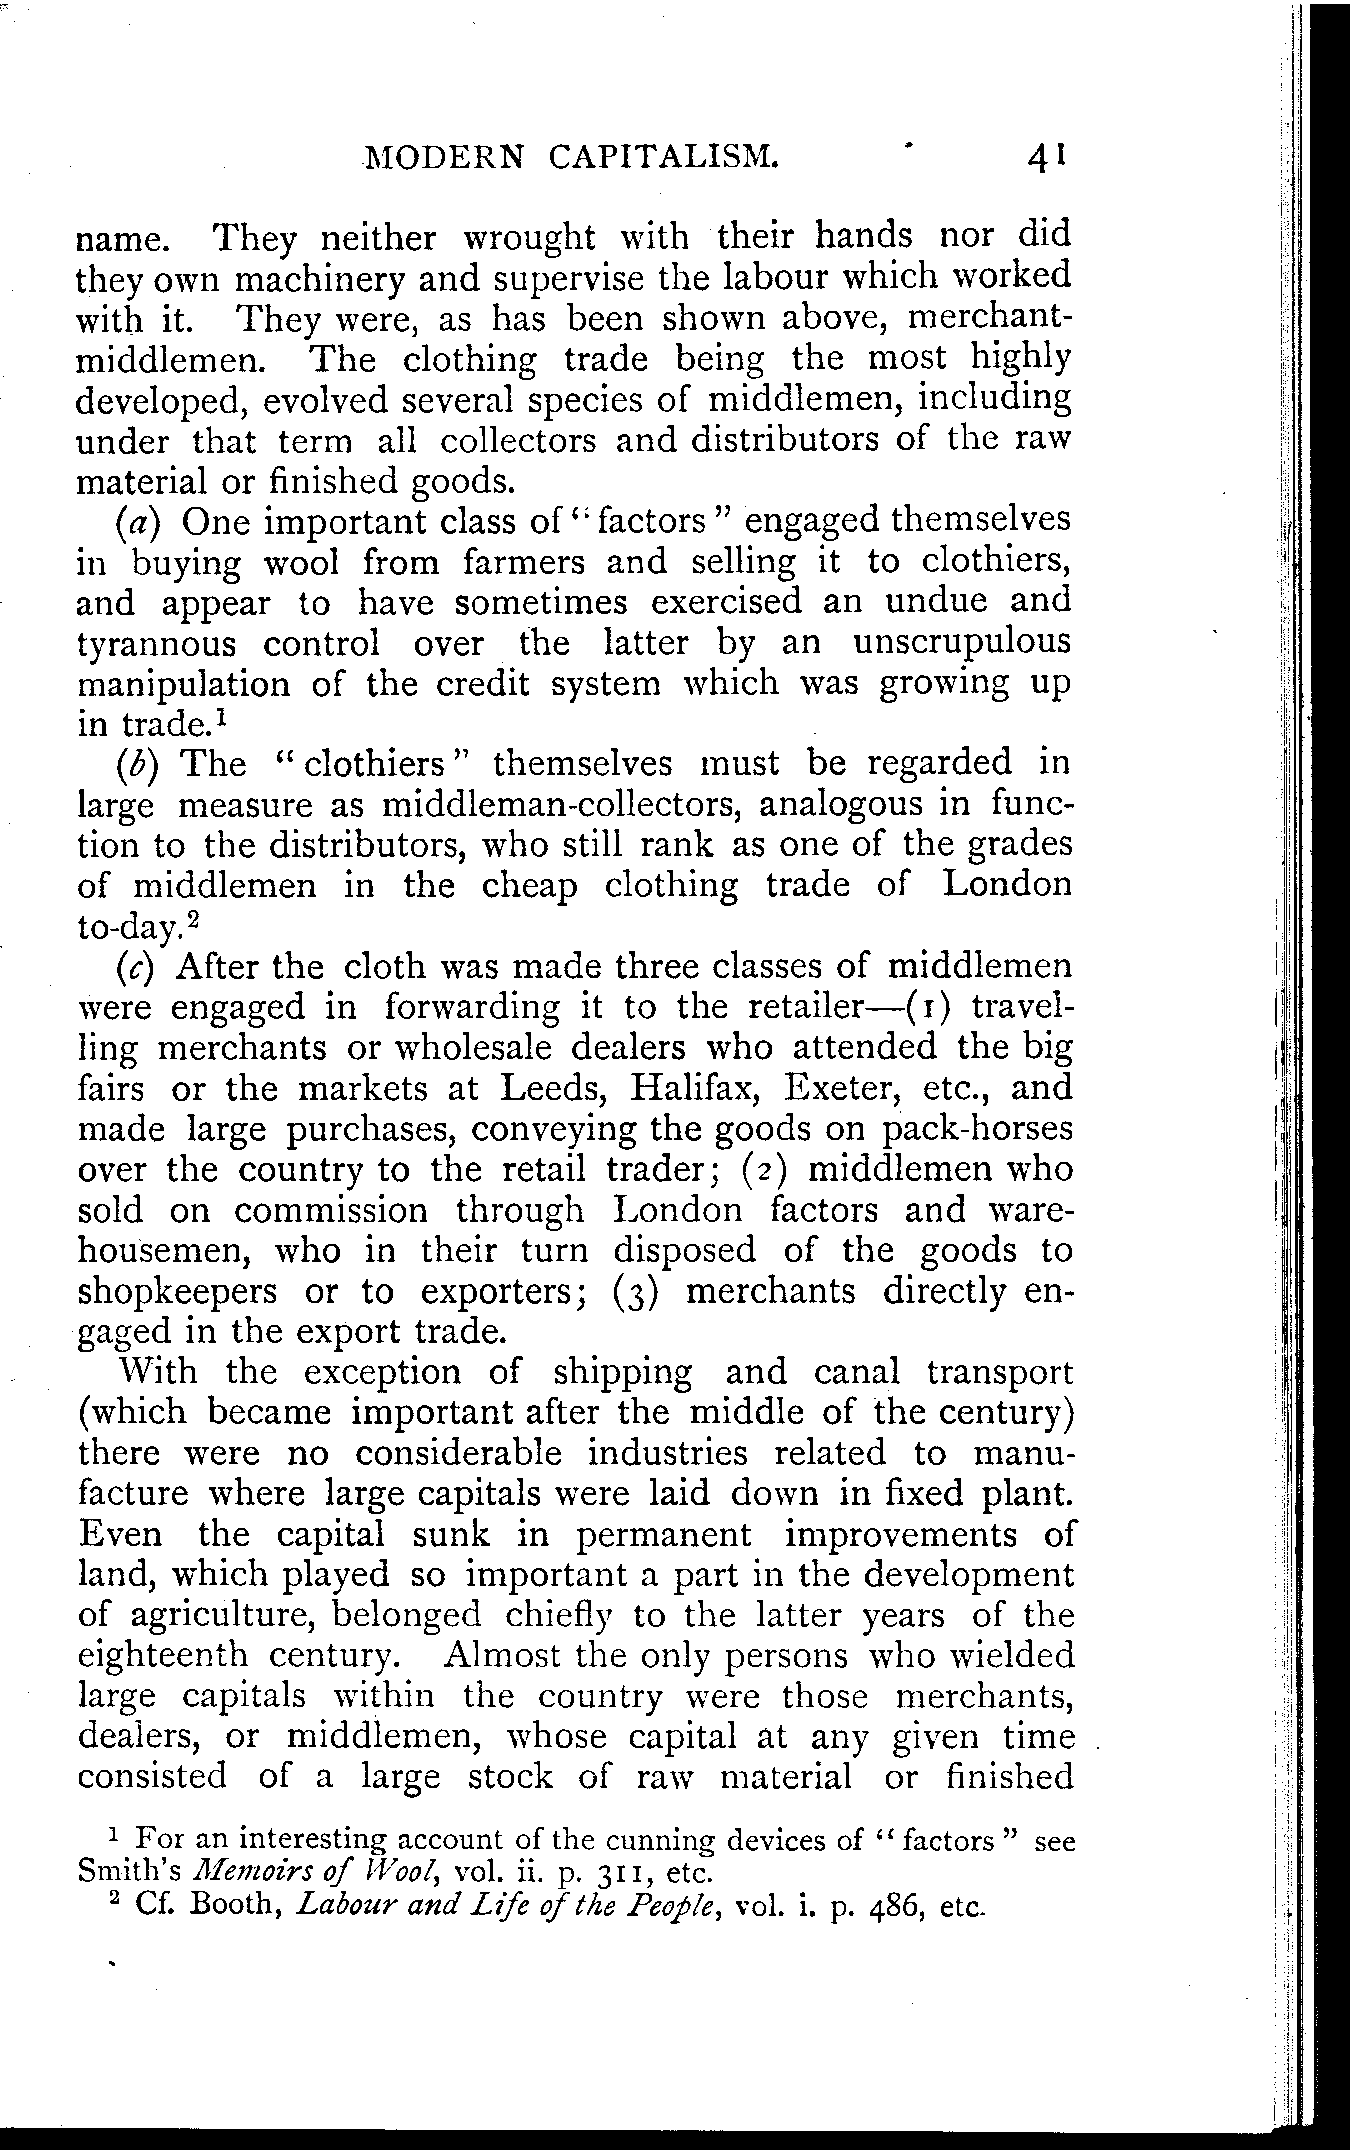 MODERN CAPITALISM. 41
name. They neither wrought with their hands nor did
they own machinery and supervise the labour which worked
with it. They were, as has been shown above, merchant-
middlemen. The clothing trade being the most highly
developed, evolved several species of middlemen, including
under that term all collectors and distributors of the raw
material or finished goods.
(a) One important class of "factors" engaged themselves
in buying wool from farmers and selling it to clothiers,
and appear to have sometimes exercised an undue and
tyrannous control over the latter by an unscrupulous
manipulation of the credit system which was growing up
in trade.¹
(b) The "clothiers" themselves must be regarded in
large measure as middleman-collectors, analogous in func-
tion to the distributors, who still rank as one of the grades
of middlemen in the cheap clothing trade of London
to-day.²
(c) After the cloth was made three classes of middlemen
were engaged in forwarding it to the retailer—(1) travel-
ling merchants or wholesale dealers who attended the big
fairs or the markets at Leeds, Halifax, Exeter, etc., and
made large purchases, conveying the goods on pack-horses
over the country to the retail trader; (2) middlemen who
sold on commission through London factors and ware-
housemen, who in their turn disposed of the goods to
shopkeepers or to exporters; (3) merchants directly en-
gaged in the export trade.
With the exception of shipping and canal transport
(which became important after the middle of the century)
there were no considerable industries related to manu-
facture where large capitals were laid down in fixed plant.
Even the capital sunk in permanent improvements of
land, which played so important a part in the development
of agriculture, belonged chiefly to the latter years of the
eighteenth century. Almost the only persons who wielded
large capitals within the country were those merchants,
dealers, or middlemen, whose capital at any given time
consisted of a large stock of raw material or finished
¹ For an interesting account of the cunning devices of "factors" see
Smith's Memoirs of Wool, vol. ii. p. 311, etc.
² Cf. Booth, Labour and Life of the People, vol. i. p. 486, etc.